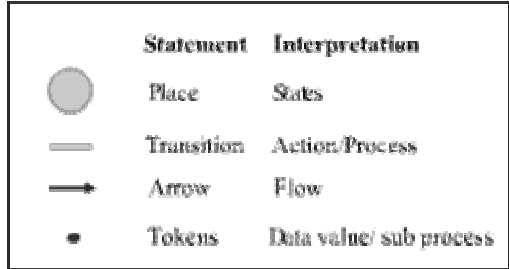 Statement Interpretation
Place States
Transition Action/Process
Arrow Flow
Tokens Data value/ sub process